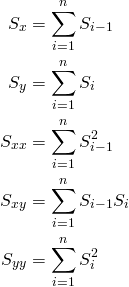 $S_x = \sum_{i=1}^{n} S_{i-1}$
$S_y = \sum_{i=1}^{n} S_i$
$S_{xx} = \sum_{i=1}^{n} S_{i-1}^2$
$S_{xy} = \sum_{i=1}^{n} S_{i-1} S_i$
$S_{yy} = \sum_{i=1}^{n} S_i^2$